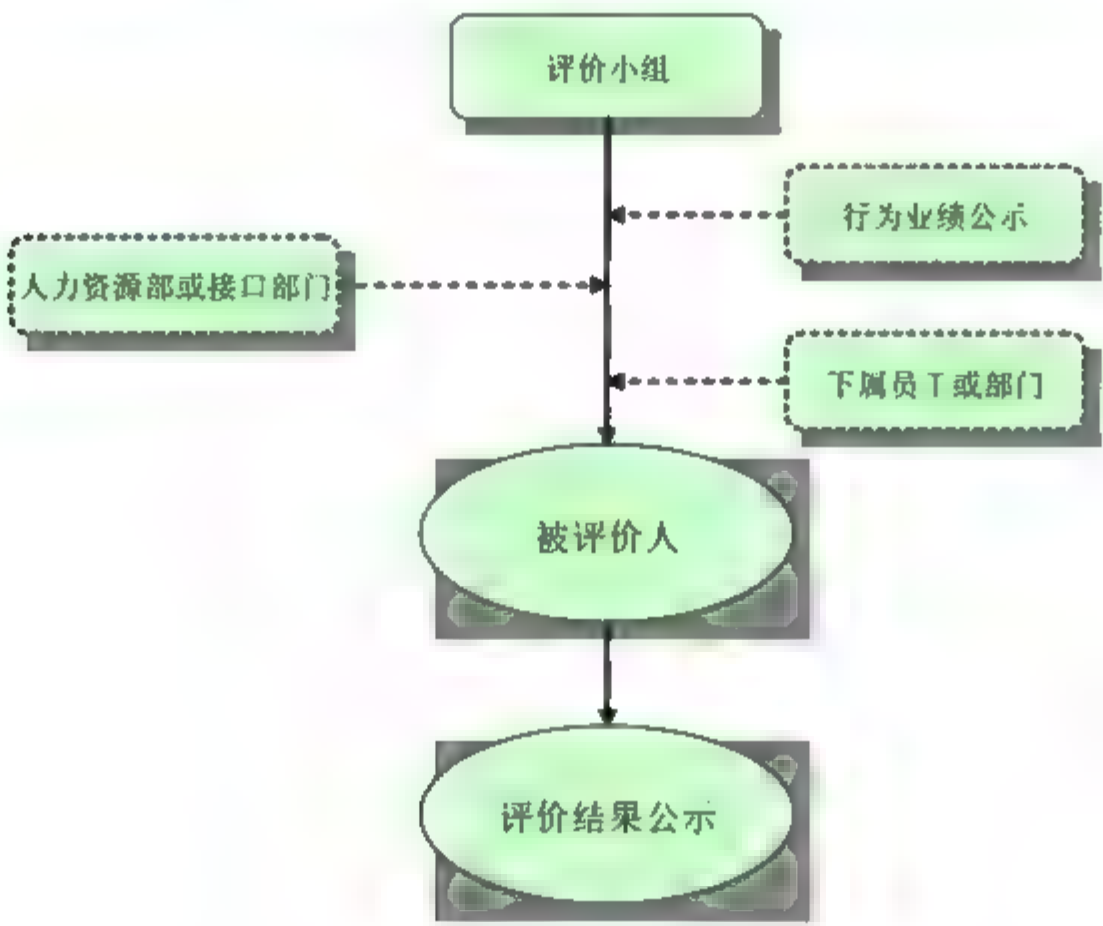 评价小组
行为业绩公示
人力资源部或接口部门
下属员T或部门
被评价人
评价结果公示